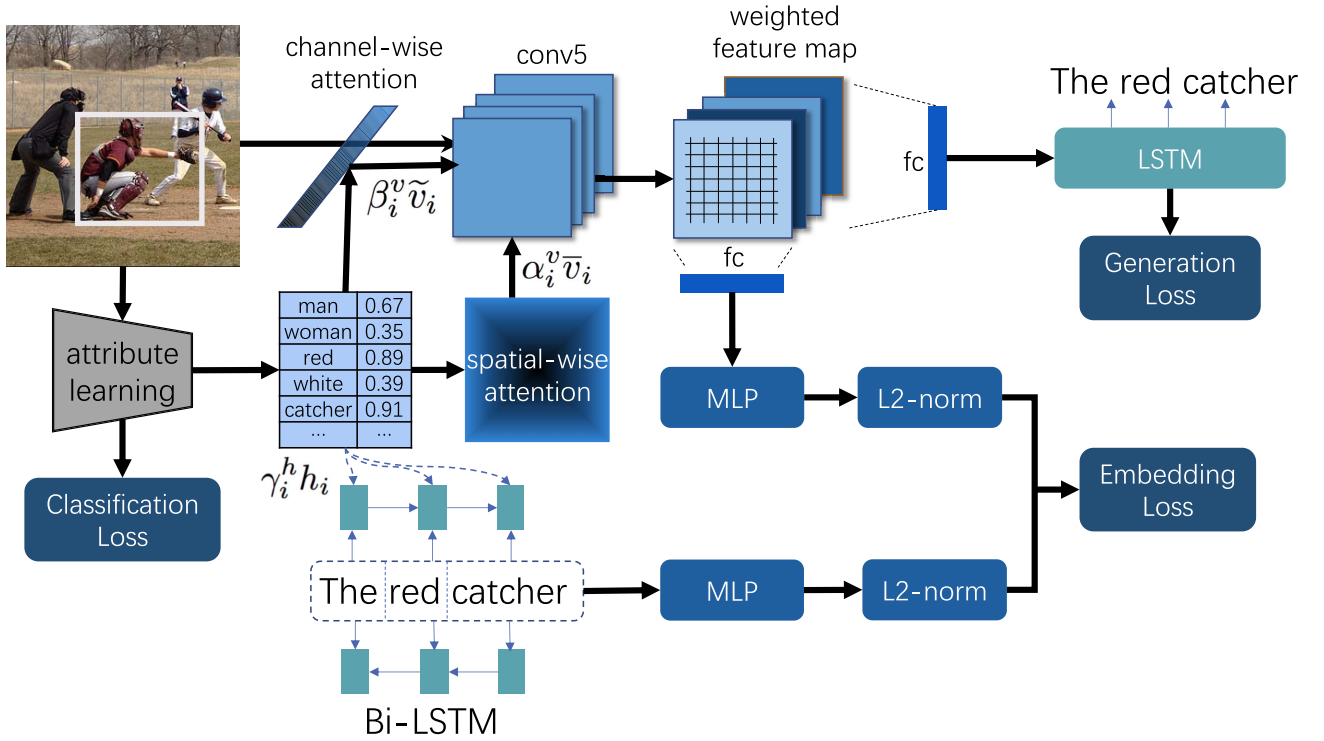 channel-wise
attention
conv5
weighted
feature map
The red catcher
fc
LSTM
β_i^v ṽ_i
α_i^v v̅_i
fc
Generation
Loss
attribute
learning
man 0.67
woman 0.35
red 0.89
white 0.39
catcher 0.91
... ...
spatial-wise
attention
MLP
L2-norm
γ_i^h h_i
Classification
Loss
Embedding
Loss
The red catcher
MLP
L2-norm
Bi-LSTM